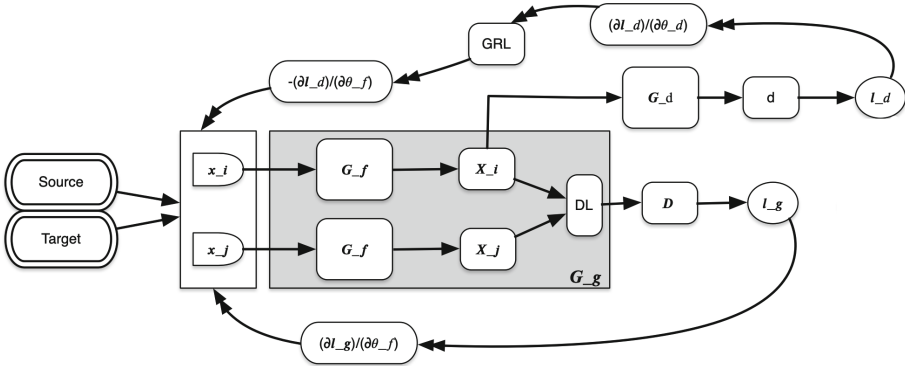 (∂l_d)/(∂θ_d)
GRL
-(∂l_d)/(∂θ_f)
G_d
d
l_d
x_i
G_f
X_i
Source
DL
D
l_g
Target
x_j
G_f
X_j
G_g
(∂l_g)/(∂θ_f)